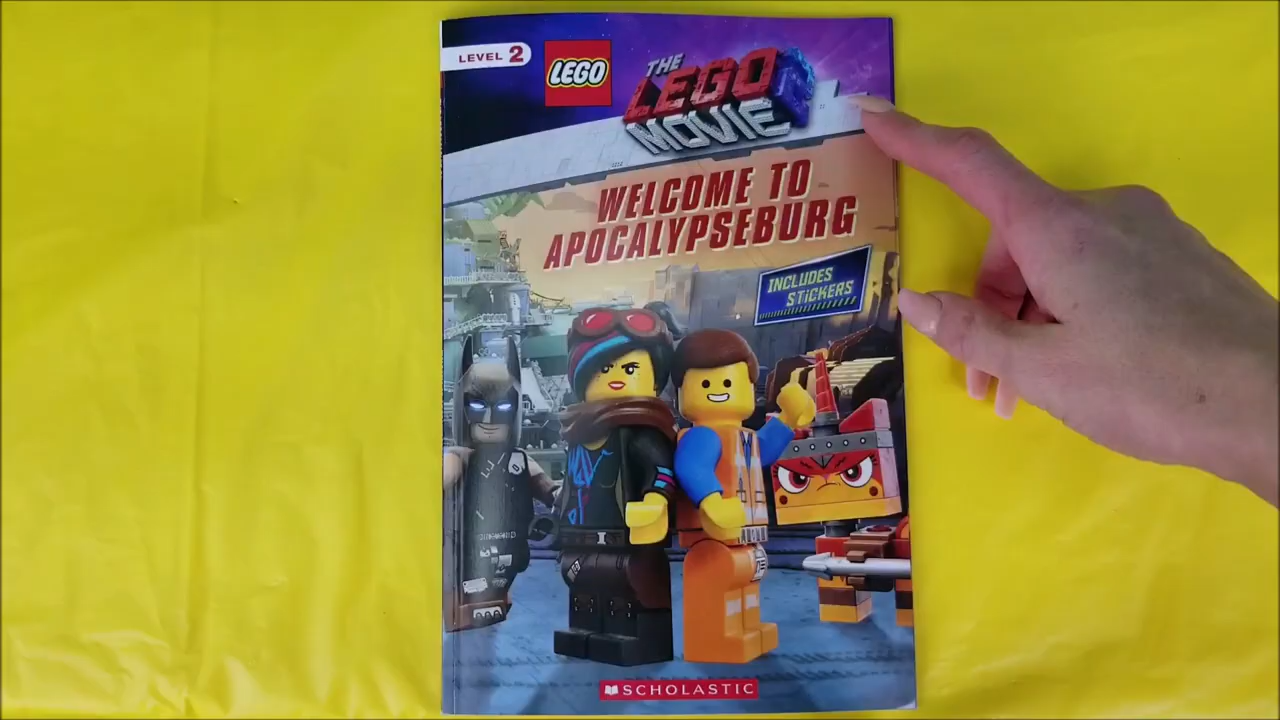 LEVEL 2
LEGO
THE
LEGO
MOVIE 2
WELCOME TO
APOCALYPSEBURG
INCLUDES
STICKERS
SCHOLASTIC